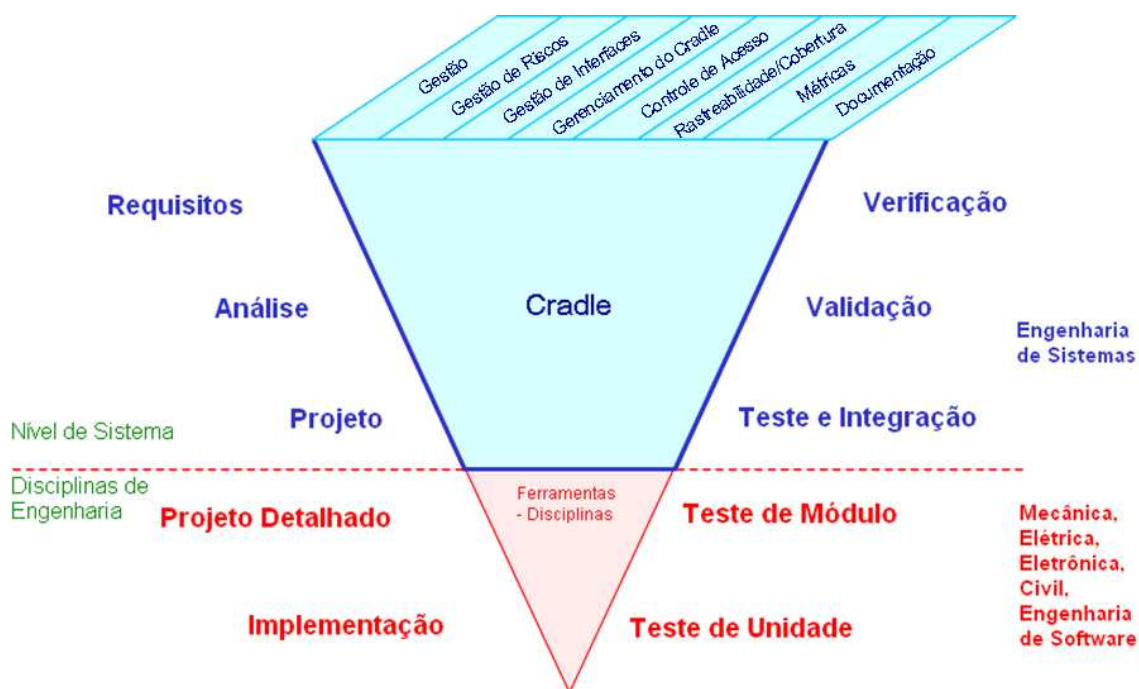 Gestão
Gestão de Riscos
Gestão de Interfaces
Gerenciamento do Cradle
Controle de Acesso
Rastreabilidade/Cobertura
Métricas
Documentação
Requisitos
Verificação
Análise
Cradle
Validação
Engenharia
de Sistemas
Projeto
Teste e Integração
Nível de Sistema
Disciplinas de
Engenharia
Projeto Detalhado
Ferramentas
- Disciplinas
Teste de Módulo
Mecânica,
Elétrica,
Eletrônica,
Civil,
Engenharia
de Software
Implementação
Teste de Unidade